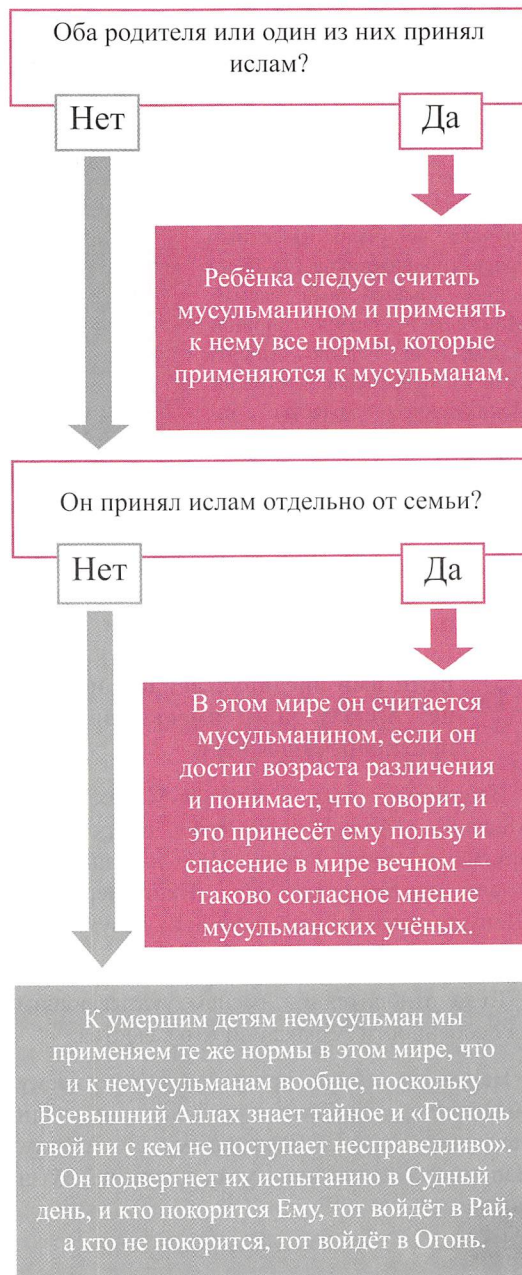 Оба родителя или один из них принял
ислам?
Нет
Да
Ребёнка следует считать
мусульманином и применять
к нему все нормы, которые
применяются к мусульманам.
Он принял ислам отдельно от семьи?
Нет
Да
В этом мире он считается
мусульманином, если он
достиг возраста различения
и понимает, что говорит, и
это принесёт ему пользу и
спасение в мире вечном —
таково согласное мнение
мусульманских учёных.
К умершим детям немусульман мы
применяем те же нормы в этом мире, что
и к немусульманам вообще, поскольку
Всевышний Аллах знает тайное и «Господь
твой ни с кем не поступает несправедливо».
Он подвергнет их испытанию в Судный
день, и кто покорится Ему, тот войдёт в Рай,
а кто не покорится, тот войдёт в Огонь.